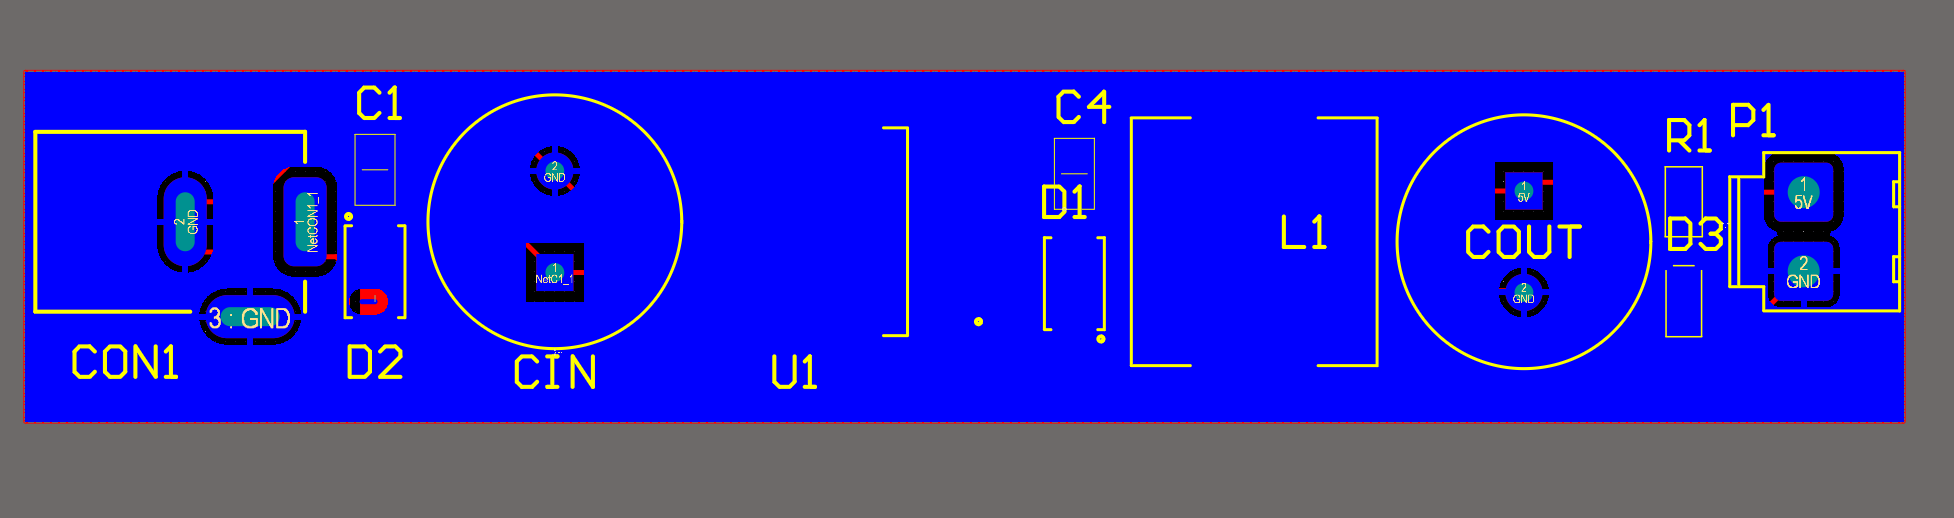 C1
CON1
2
GND
1
NetCON1_1
3
GND
D2
2
GND
1
NetC1_1
CIN
U1
C4
D1
L1
1
5V
COUT
2
GND
R1
D3
P1
1
5V
2
GND